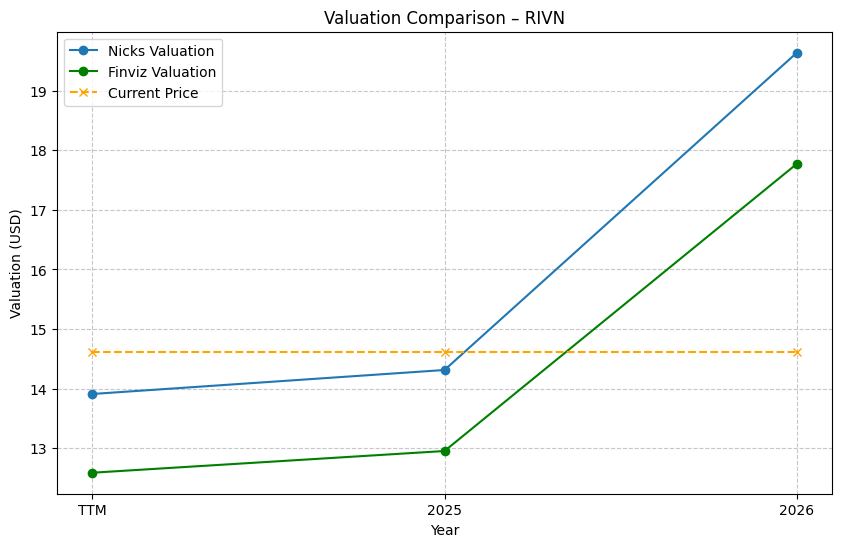 Valuation Comparison – RIVN
Nicks Valuation
Finviz Valuation
Current Price
19
18
17
16
15
14
13
Valuation (USD)
TTM
2025
2026
Year